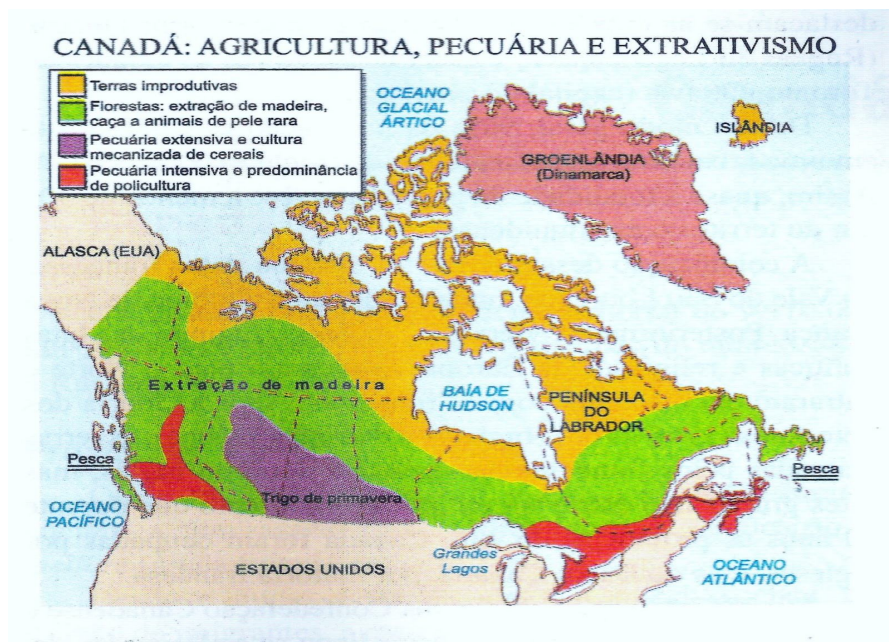 CANADÁ: AGRICULTURA, PECUÁRIA E EXTRATIVISMO
Terras improdutivas
Florestas: extração de madeira,
caça a animais de pele rara
Pecuária extensiva e cultura
mecanizada de cereais
Pecuária intensiva e predominância
de policultura
OCEANO
GLACIAL
ÁRTICO
ISLÂNDIA
GROENLÂNDIA
(Dinamarca)
ALASCA (EUA)
Extração de madeira
BAÍA DE
HUDSON
PENÍNSULA
DO
LABRADOR
Pesca
Pesca
Trigo de primavera
OCEANO
PACÍFICO
Grandes
Lagos
ESTADOS UNIDOS
OCEANO
ATLÂNTICO